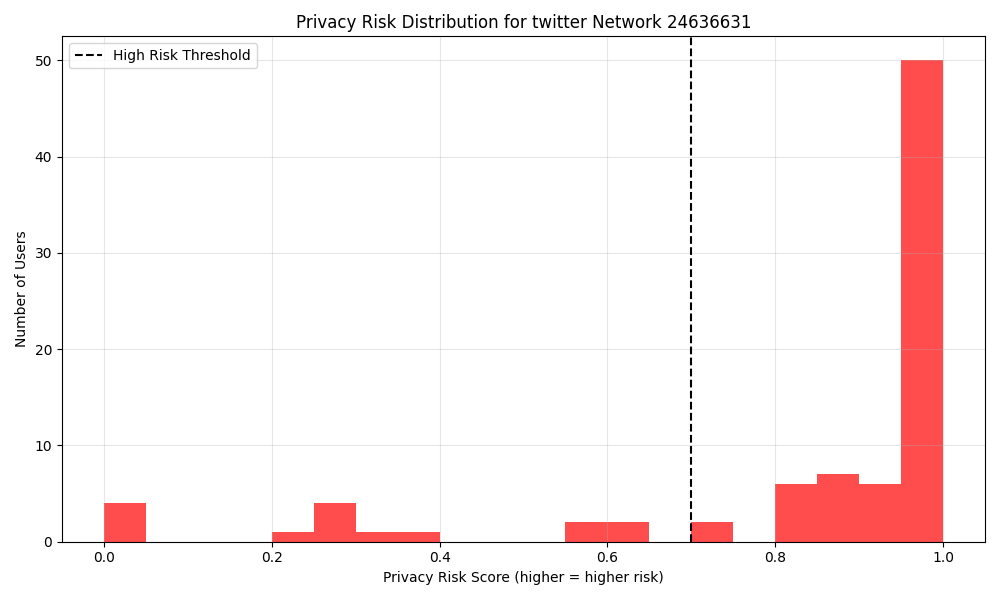 Privacy Risk Distribution for twitter Network 24636631
High Risk Threshold
Number of Users
50
40
30
20
10
0
0.0 0.2 0.4 0.6 0.8 1.0
Privacy Risk Score (higher = higher risk)